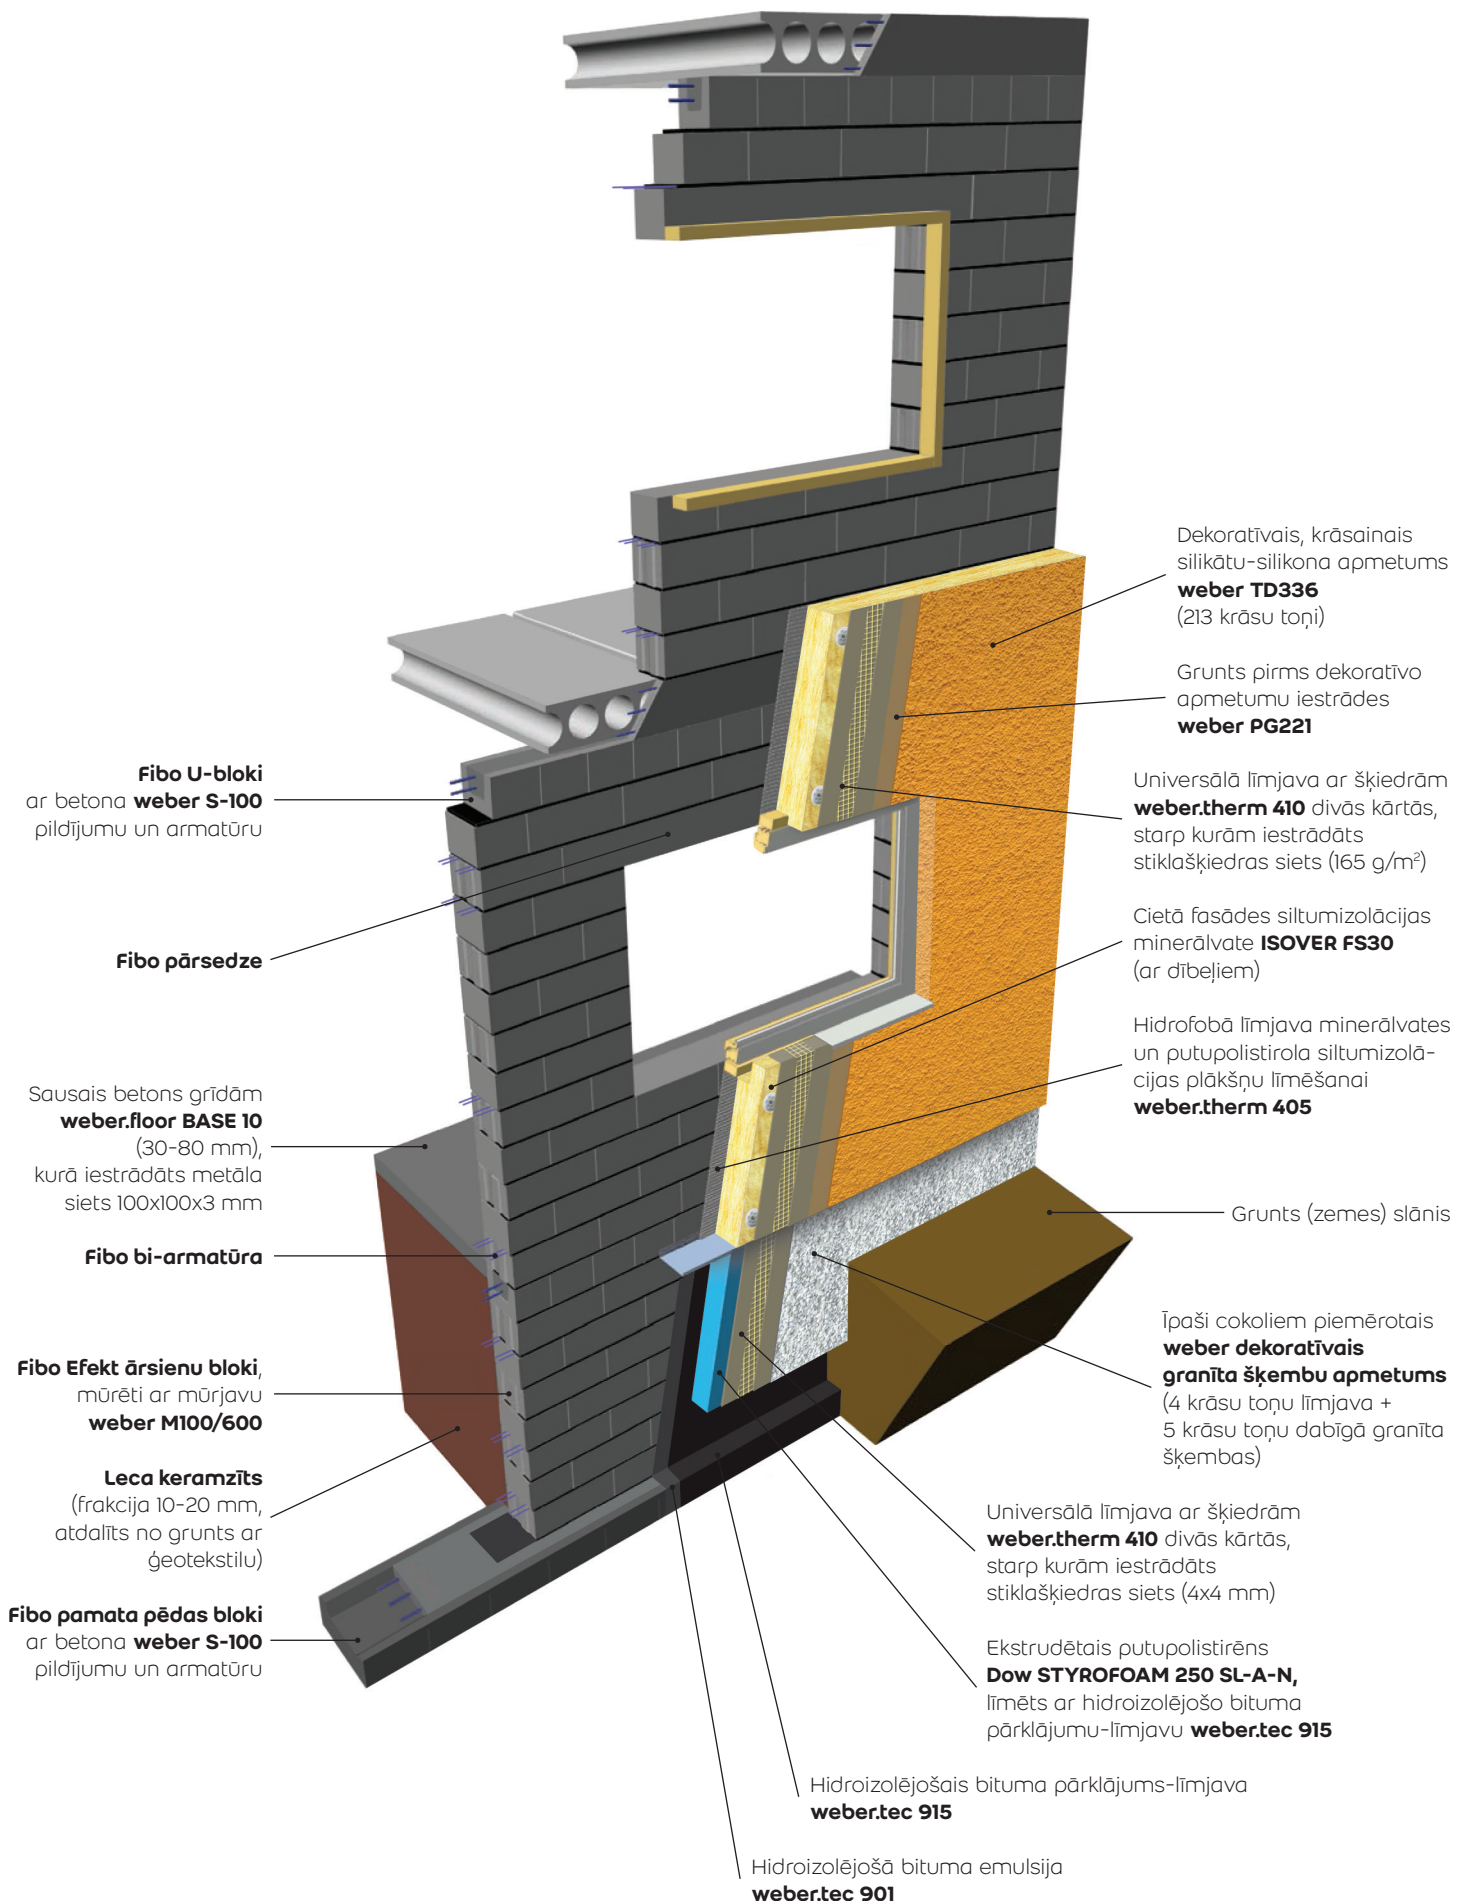 Dekoratīvais, krāsainais
silikātu-silikona apmetums
weber TD336
(213 krāsu toņi)
Grunts pirms dekoratīvo
apmetumu iestrādes
weber PG221
Universālā līmjava ar šķiedrām
weber.therm 410 divās kārtās,
starp kurām iestrādāts
stiklašķiedras siets (165 g/m²)
Cietā fasādes siltumizolācijas
minerālvate ISOVER FS30
(ar dībeļiem)
Hidrofobā līmjava minerālvates
un putupolistirola siltumizolā-
cijas plākšņu līmēšanai
weber.therm 405
Grunts (zemes) slānis
Īpaši cokoliem piemērotais
weber dekoratīvais
granīta šķembu apmetums
(4 krāsu toņu līmjava +
5 krāsu toņu dabīgā granīta
šķembas)
Universālā līmjava ar šķiedrām
weber.therm 410 divās kārtās,
starp kurām iestrādāts
stiklašķiedras siets (4x4 mm)
Ekstrudētais putupolistirēns
Dow STYROFOAM 250 SL-A-N,
līmēts ar hidroizolējošo bituma
pārklājumu-līmjavu weber.tec 915
Hidroizolējošais bituma pārklājums-līmjava
weber.tec 915
Hidroizolējošā bituma emulsija
weber.tec 901
Fibo U-bloki
ar betona weber S-100
pildījumu un armatūru
Fibo pārsedze
Sausais betons grīdām
weber.floor BASE 10
(30-80 mm),
kurā iestrādāts metāla
siets 100x100x3 mm
Fibo bi-armatūra
Fibo Efekt ārsienu bloki,
mūrēti ar mūrjavu
weber M100/600
Leca keramzīts
(frakcija 10-20 mm,
atdalīts no grunts ar
ģeotekstilu)
Fibo pamata pēdas bloki
ar betona weber S-100
pildījumu un armatūru